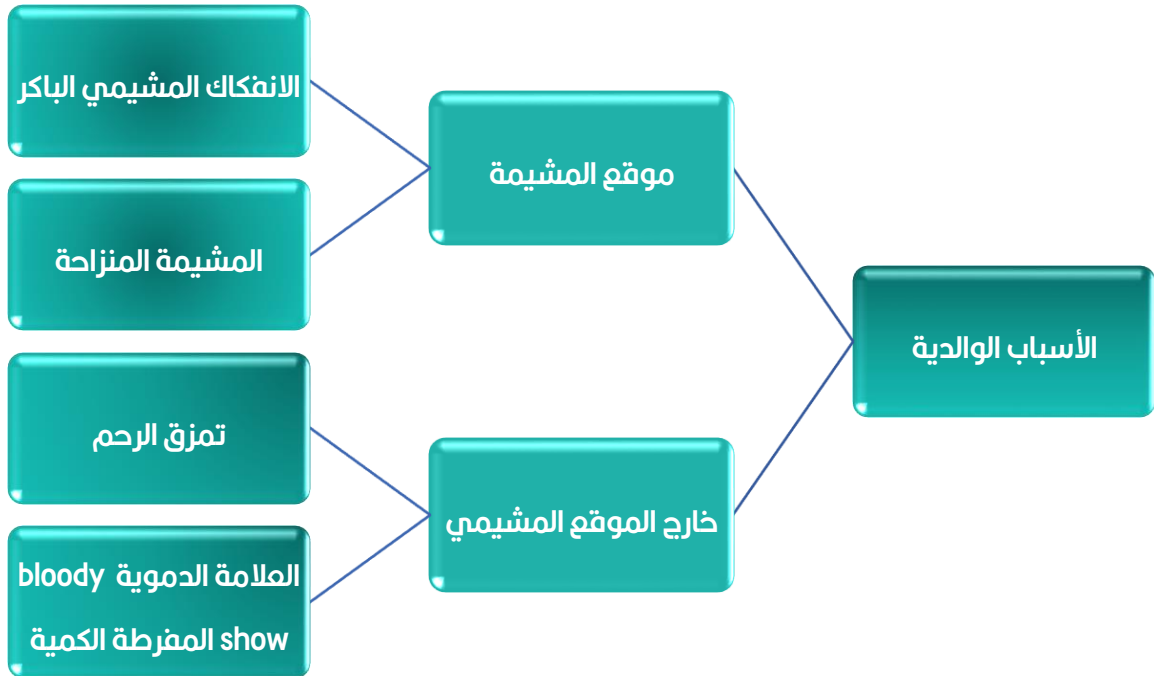 الأسباب الوالدية
موقع المشيمة
الانفكاك المشيمي الباكر
المشيمة المنزاحة
خارج الموقع المشيمي
تمزق الرحم
العلامة الدموية bloody
show المفرطة الكمية